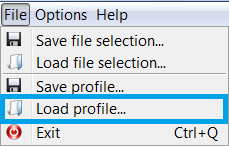 File Options Help
Save file selection...
Load file selection...
Save profile...
Load profile...
Exit Ctrl+Q